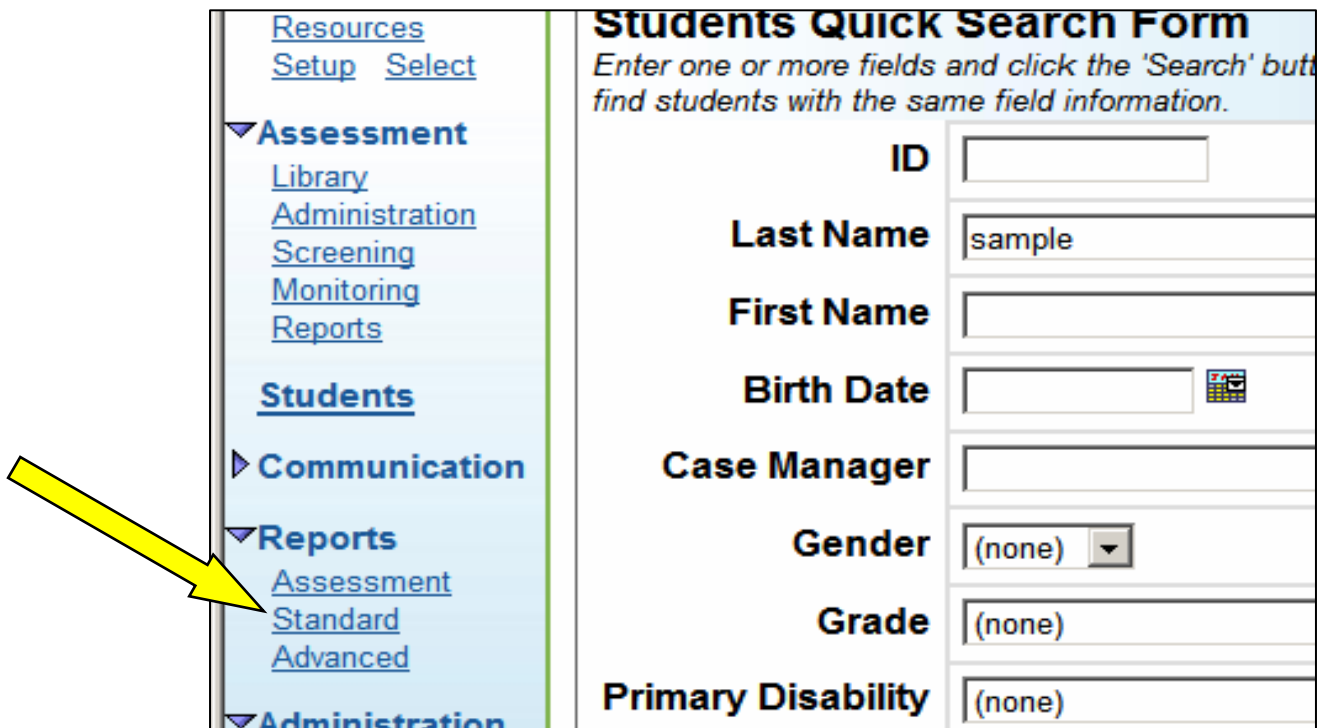 Resources
Setup Select
Assessment
Library
Administration
Screening
Monitoring
Reports
Students
Communication
Reports
Assessment
Standard
Advanced
Administration
Students Quick Search Form
Enter one or more fields and click the 'Search' butt
find students with the same field information.
ID
Last Name sample
First Name
Birth Date
Case Manager
Gender (none)
Grade (none)
Primary Disability (none)